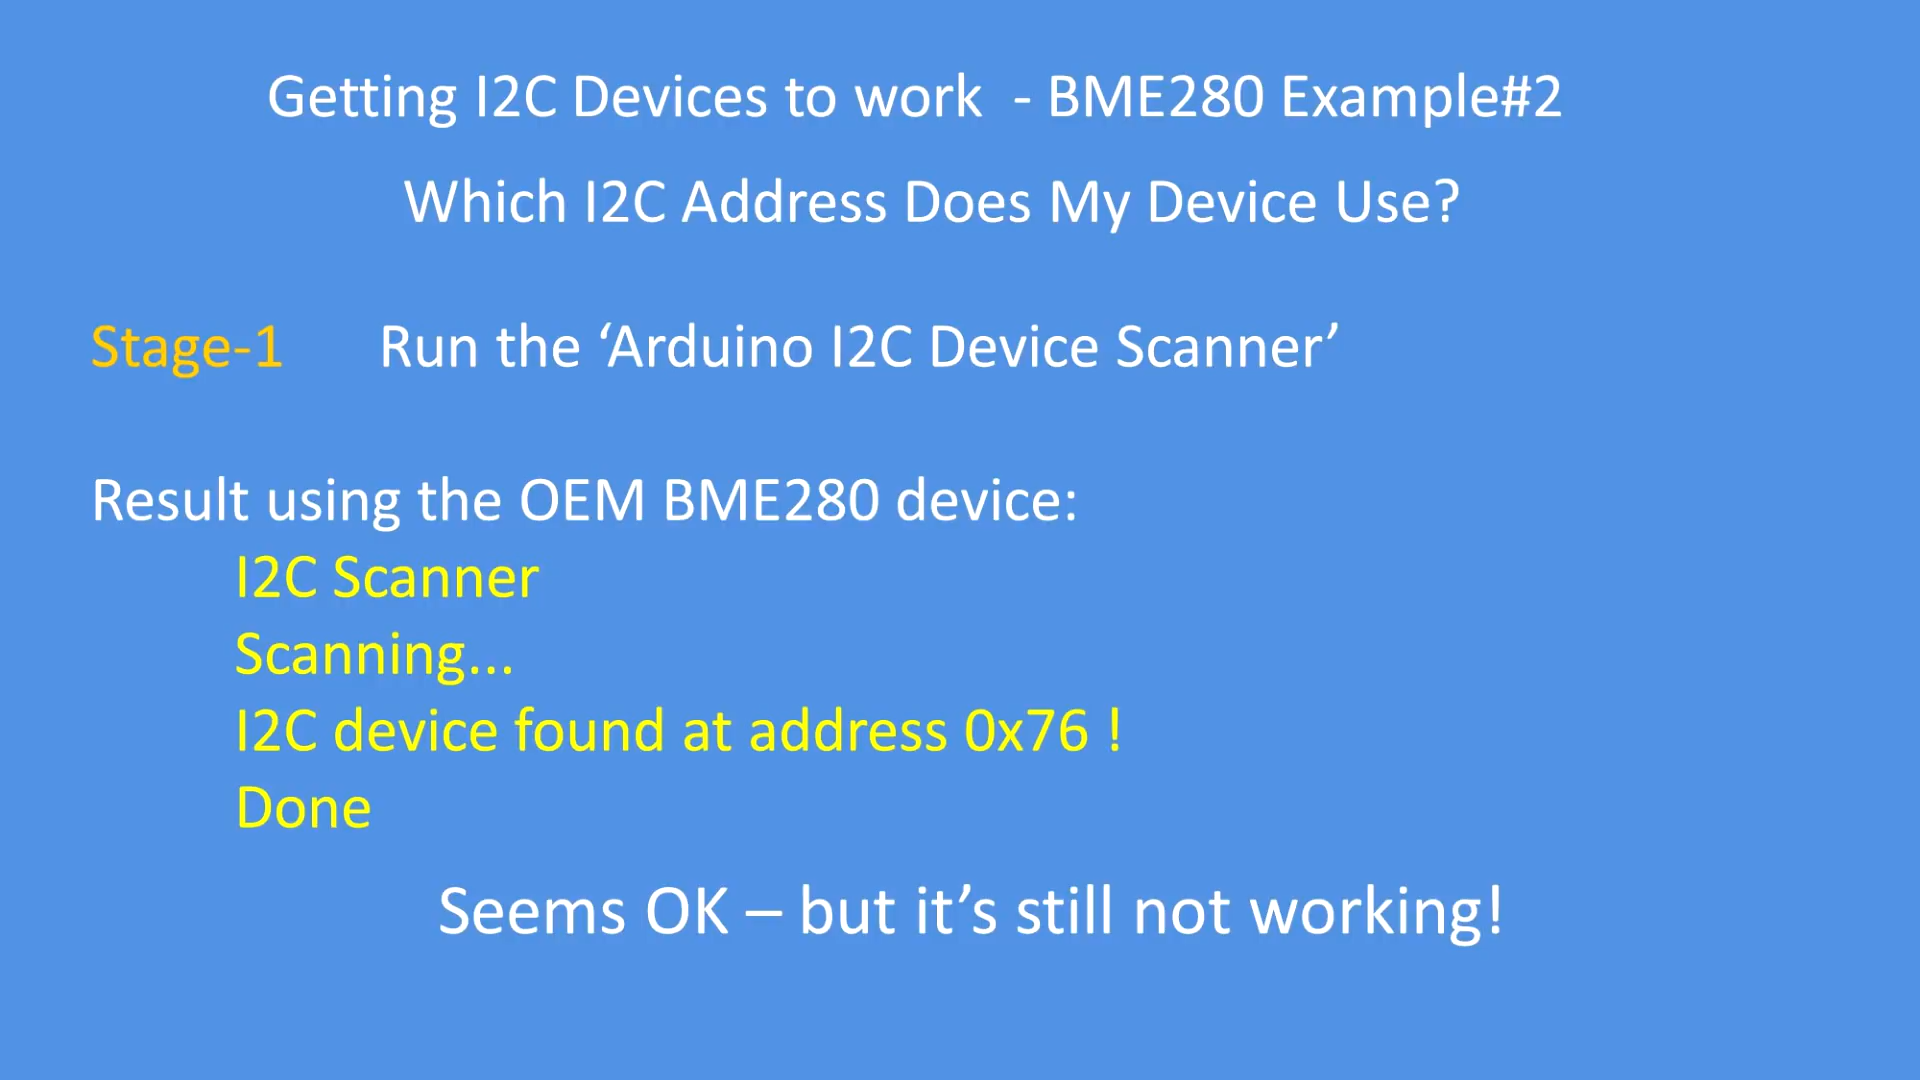 Getting I2C Devices to work  - BME280 Example#2
Which I2C Address Does My Device Use?
Stage-1 Run the ‘Arduino I2C Device Scanner’
Result using the OEM BME280 device:
I2C Scanner
Scanning...
I2C device found at address 0x76 !
Done
Seems OK – but it’s still not working!